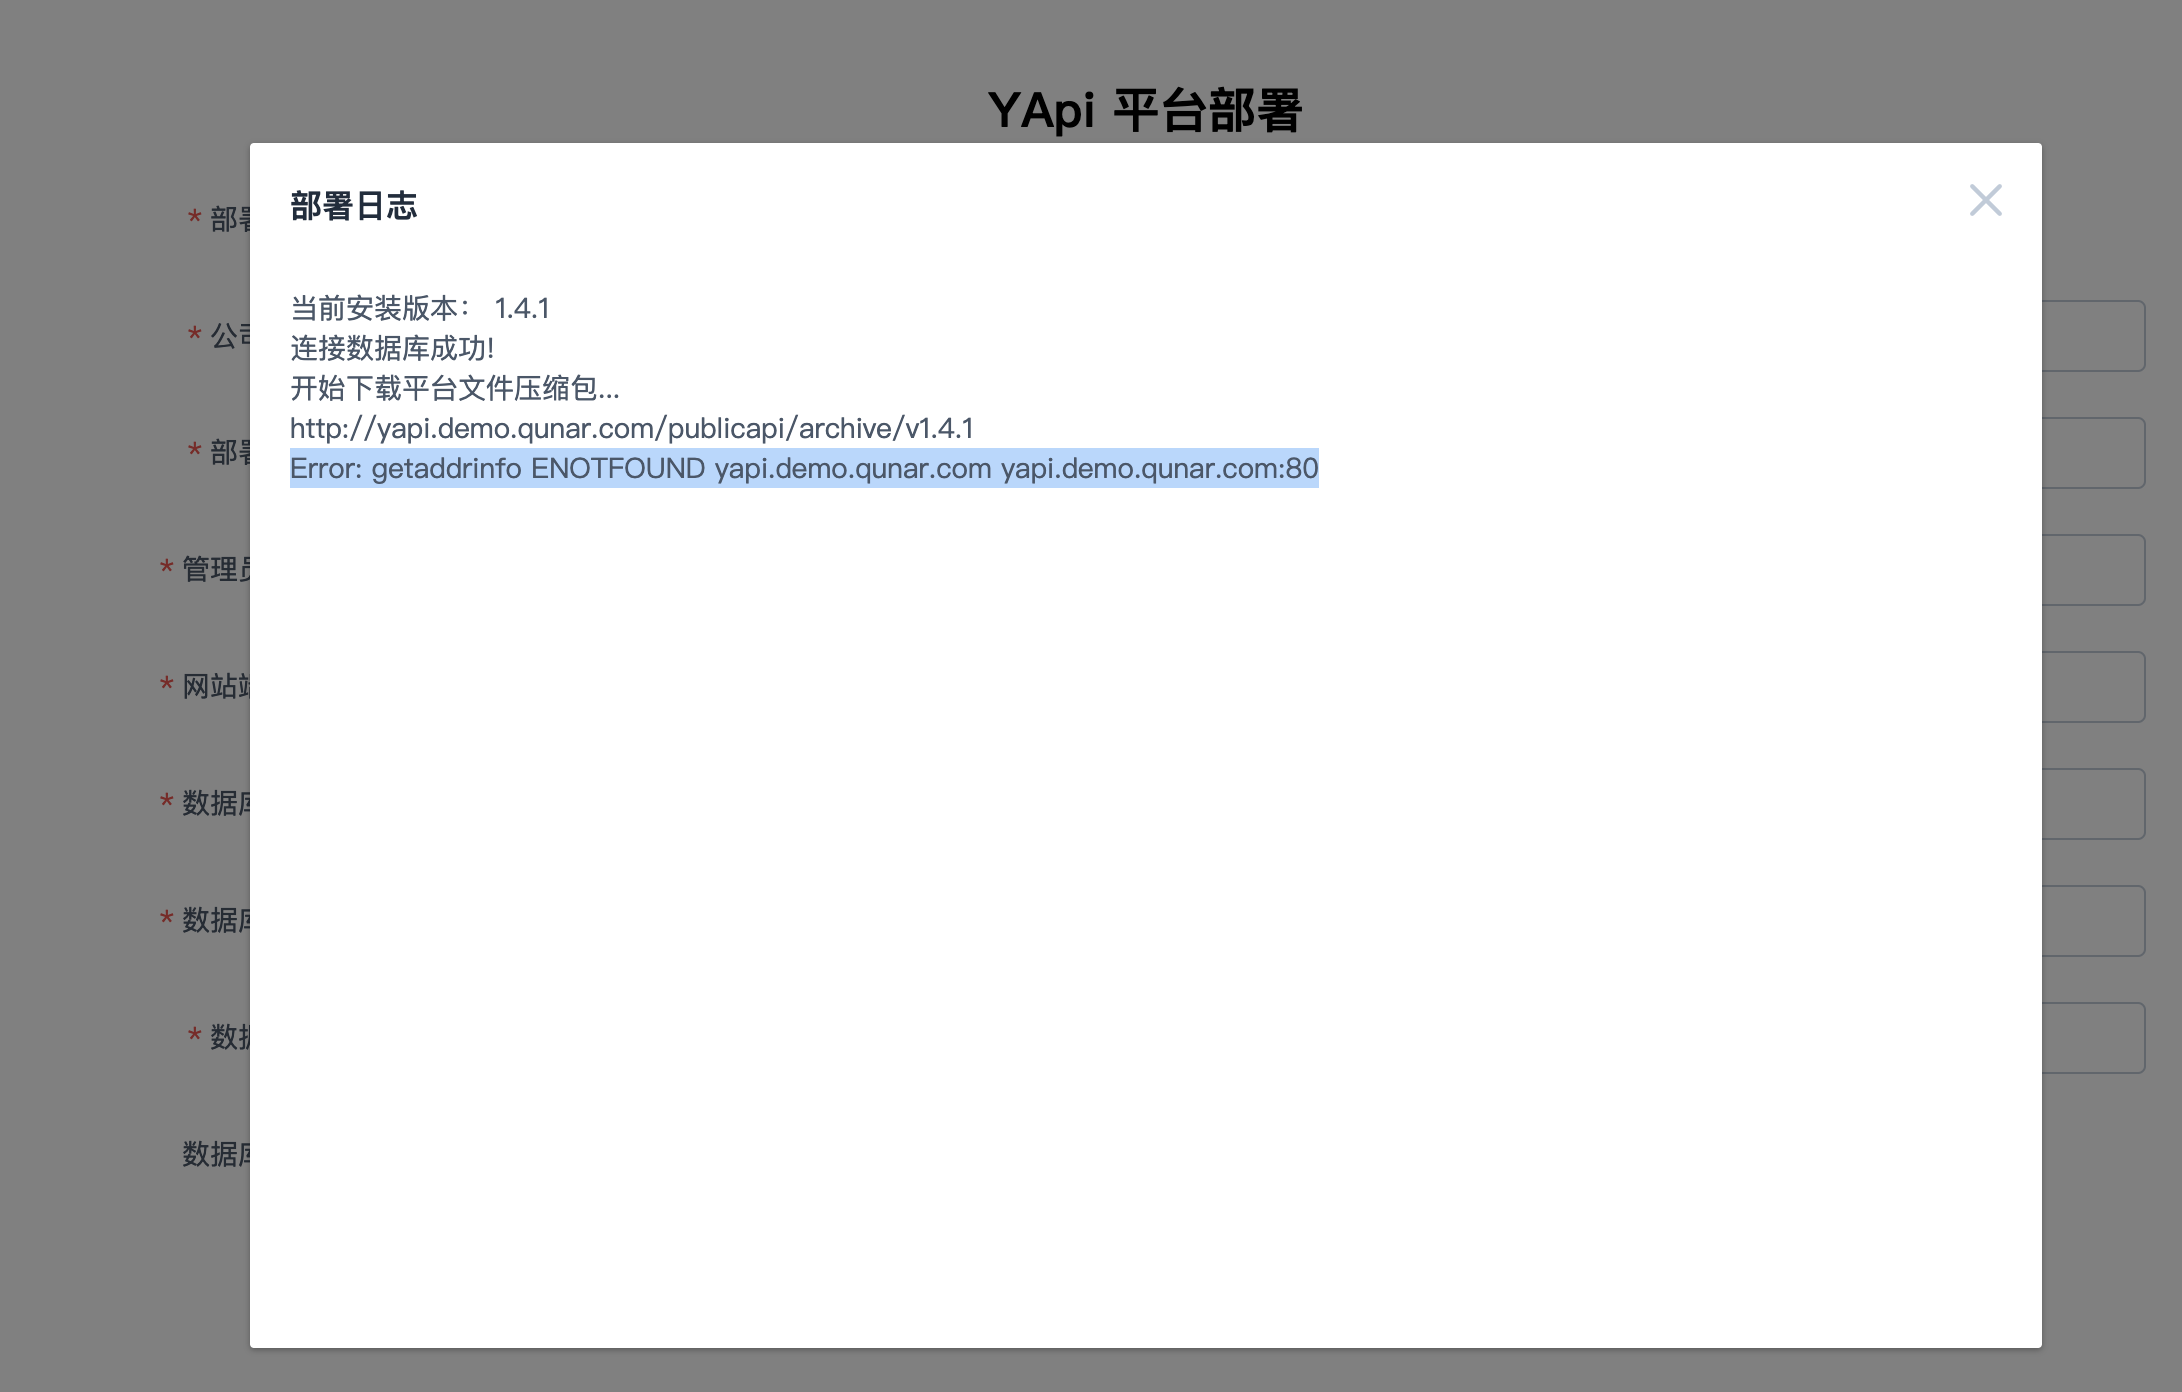 YApi 平台部署
部署日志
当前安装版本： 1.4.1
连接数据库成功!
开始下载平台文件压缩包...
http://yapi.demo.qunar.com/publicapi/archive/v1.4.1
Error: getaddrinfo ENOTFOUND yapi.demo.qunar.com yapi.demo.qunar.com:80
* 部署
* 公司
* 部署
* 管理员
* 网站端
* 数据库
* 数据库
* 数据
数据库